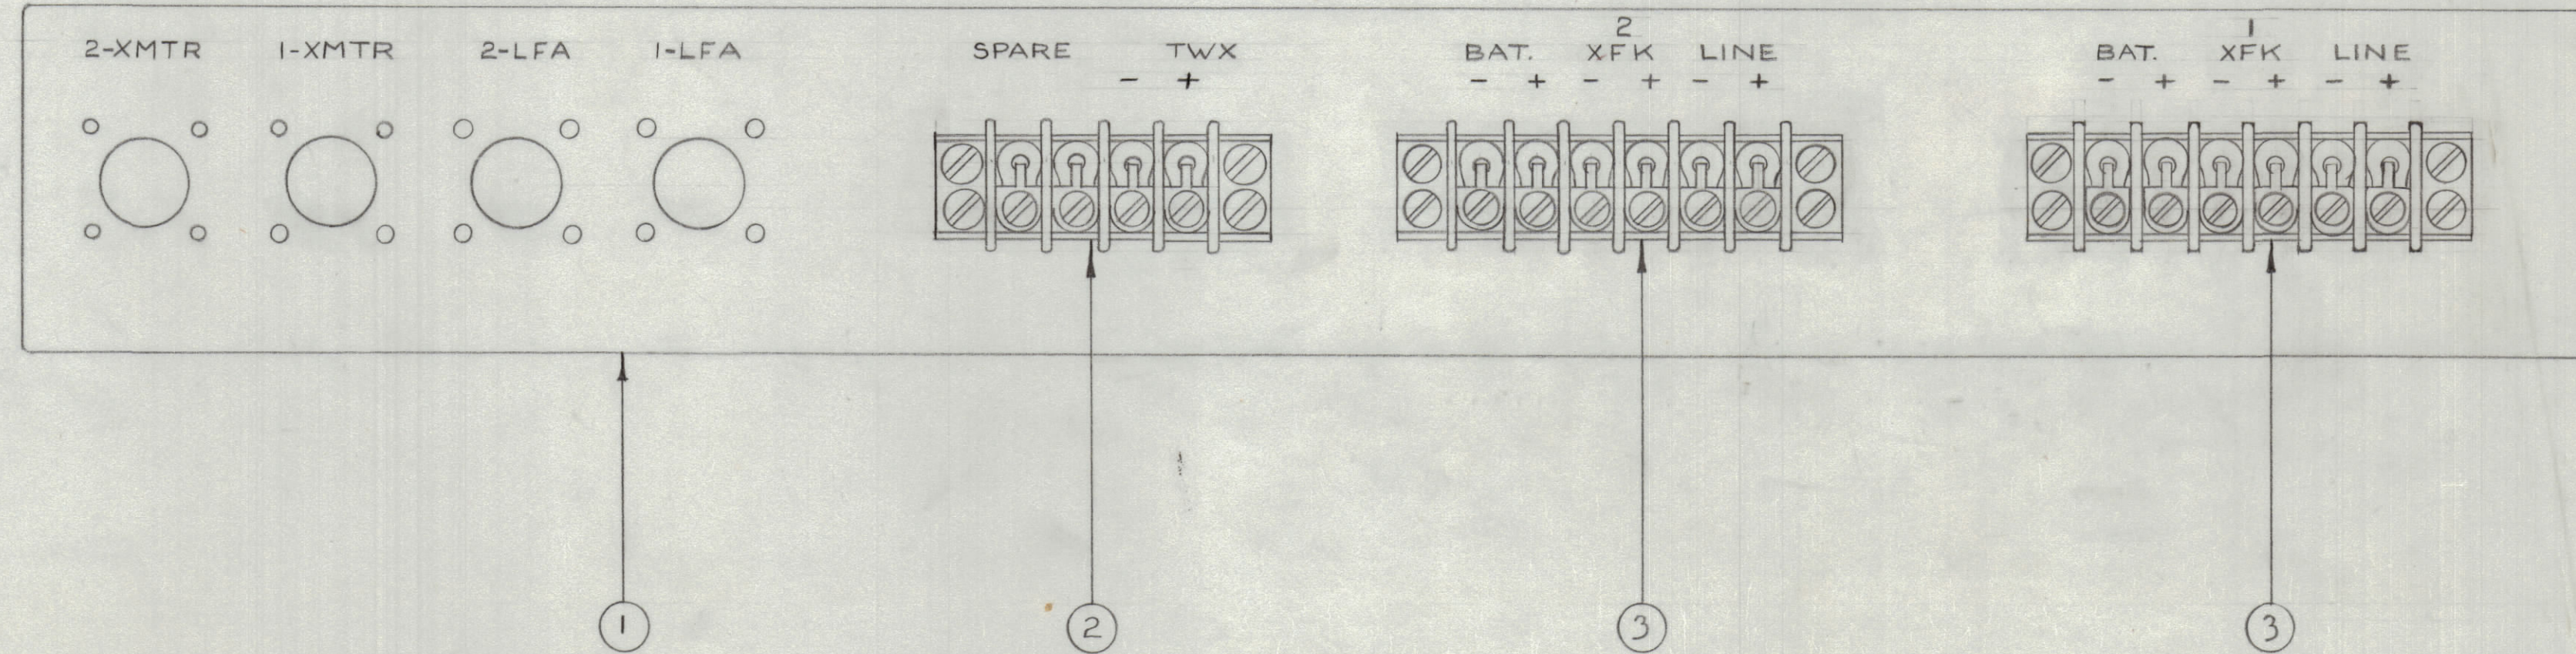 2-XMTR 1-XMTR 2-LFA 1-LFA
SPARE TWX
- +
2
BAT. XFK LINE
- + - + - +
1
BAT. XFK LINE
- + - + - +
1 2 3 3